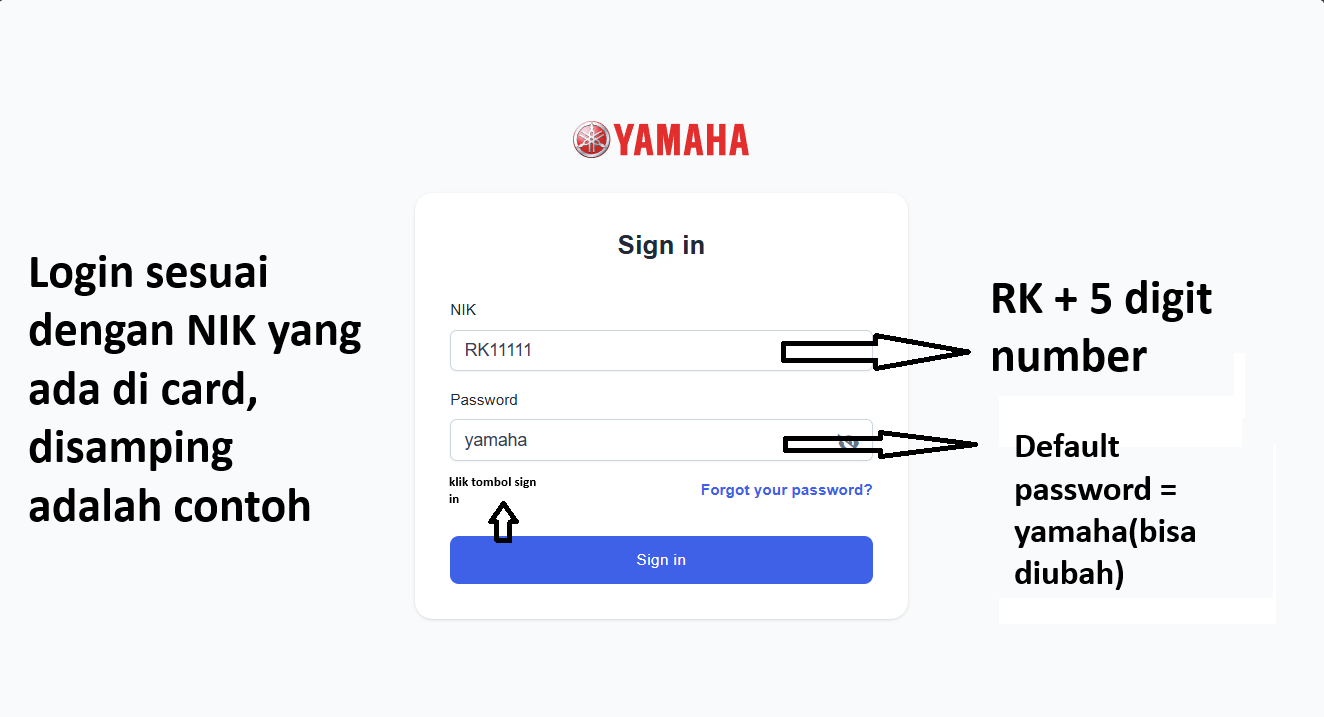 YAMAHA
Sign in
Login sesuai
dengan NIK yang
ada di card,
disamping
adalah contoh
NIK
RK11111
RK + 5 digit
number
Password
yamaha
Default
password =
yamaha(bisa
diubah)
klik tombol sign
in
Forgot your password?
Sign in